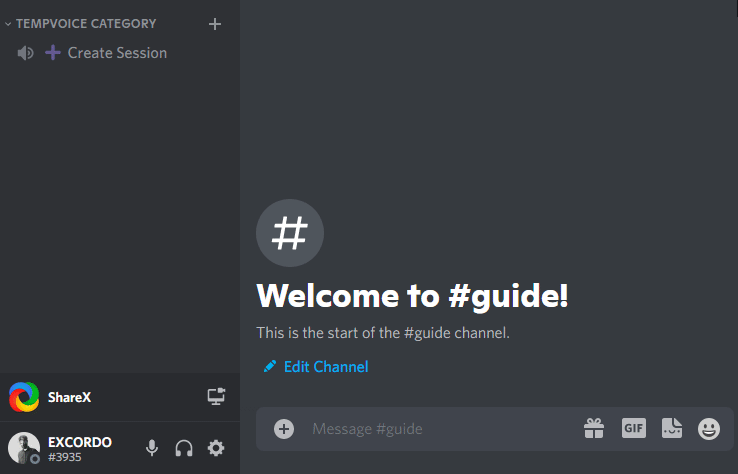 TEMPVOICE CATEGORY
Create Session
Welcome to #guide!
This is the start of the #guide channel.
Edit Channel
ShareX
Message #guide
GIF
EXCORDO
#3935